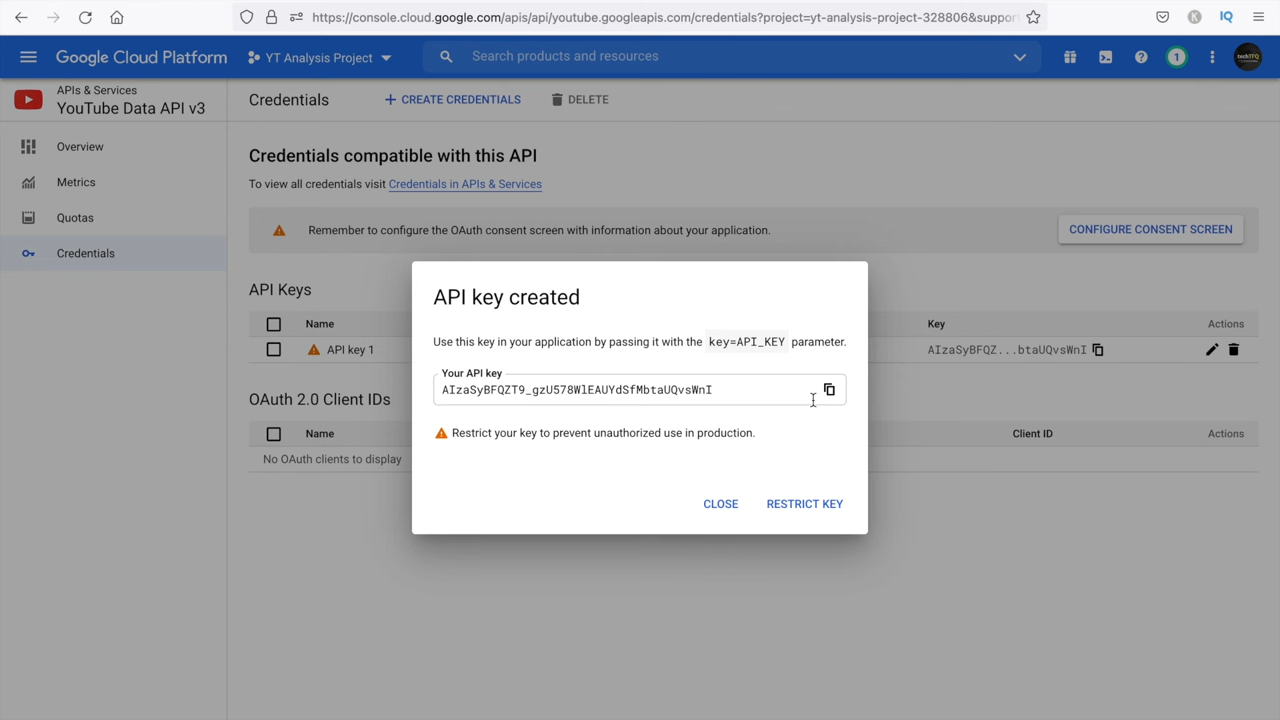 https://console.cloud.google.com/apis/api/youtube.googleapis.com/credentials?project=yt-analysis-project-328806&suppor
K
IQ
Google Cloud Platform
YT Analysis Project
Search products and resources
1
techTFQ
APIs & Services
YouTube Data API v3
Credentials
CREATE CREDENTIALS
DELETE
Overview
Metrics
Quotas
Credentials
Credentials compatible with this API
To view all credentials visit Credentials in APIs & Services
Remember to configure the OAuth consent screen with information about your application.
CONFIGURE CONSENT SCREEN
API Keys
Name
Key
Actions
API key 1
AIzaSyBFQZ...btaUQvsWnI
OAuth 2.0 Client IDs
Name
Client ID
Actions
No OAuth clients to display
API key created
Use this key in your application by passing it with the key=API_KEY parameter.
Your API key
AIzaSyBFQZT9_gzU578WlEAUYdSfMbtaUQvsWnI
Restrict your key to prevent unauthorized use in production.
CLOSE
RESTRICT KEY